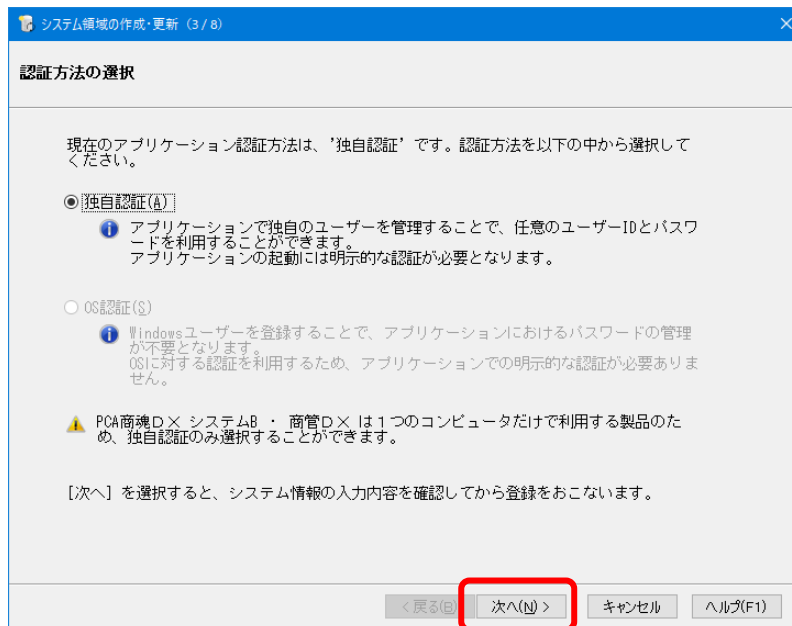 システム領域の作成・更新 (3 / 8)
認証方法の選択
現在のアプリケーション認証方法は、'独自認証' です。認証方法を以下の中から選択して
ください。
独自認証(A)
アプリケーションで独自のユーザーを管理することで、任意のユーザーIDとパスワ
ードを利用することができます。
アプリケーションの起動には明示的な認証が必要となります。
OS認証(S)
Windowsユーザーを登録することで、アプリケーションにおけるパスワードの管理
が不要となります。
OSに対する認証を利用するため、アプリケーションでの明示的な認証が必要ありま
せん。
PCA商魂DX システムB ・ 商管DX は1つのコンピュータだけで利用する製品のた
め、独自認証のみ選択することができます。
[次へ] を選択すると、システム情報の入力内容を確認してから登録をおこないます。
< 戻る(B) 次へ(N) > キャンセル ヘルプ(F1)